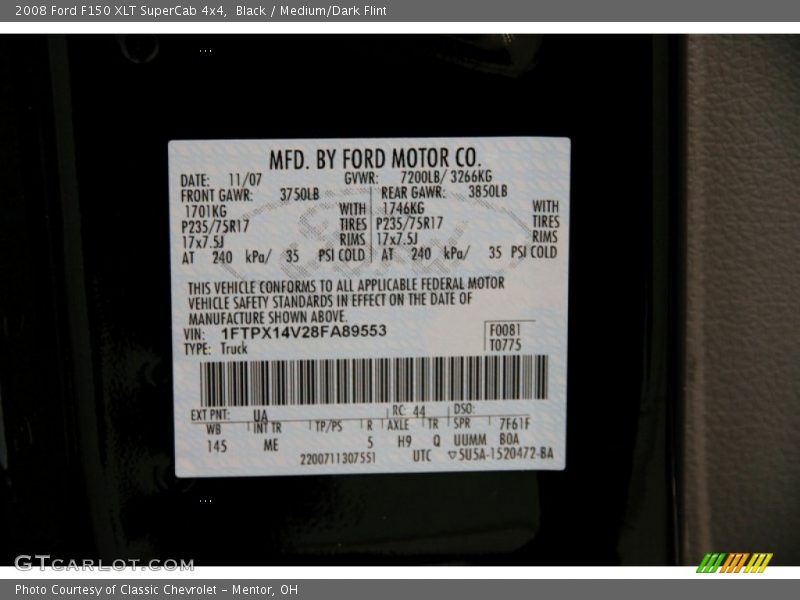 2008 Ford F150 XLT SuperCab 4x4,  Black / Medium/Dark Flint
MFD. BY FORD MOTOR CO.
DATE: 11/07 GVWR: 7200LB/ 3266KG
FRONT GAWR: 3750LB REAR GAWR: 3850LB
1701KG WITH 1746KG WITH
P235/75R17 TIRES P235/75R17 TIRES
17x7.5J RIMS 17x7.5J RIMS
AT 240 kPa/ 35 PSI COLD AT 240 kPa/ 35 PSI COLD
THIS VEHICLE CONFORMS TO ALL APPLICABLE FEDERAL MOTOR
VEHICLE SAFETY STANDARDS IN EFFECT ON THE DATE OF
MANUFACTURE SHOWN ABOVE.
VIN: 1FTPX14V28FA89553 F0081
TYPE: Truck T0775
EXT PNT: UA RC: 44 DSO:
WB INT TR TP/PS R AXLE TR SPR 7F61F
145 ME 5 H9 Q UUMM BOA
2200711307551 UTC ▽5U5A-1520472-BA
GTCARLOT.COM
Photo Courtesy of Classic Chevrolet - Mentor, OH